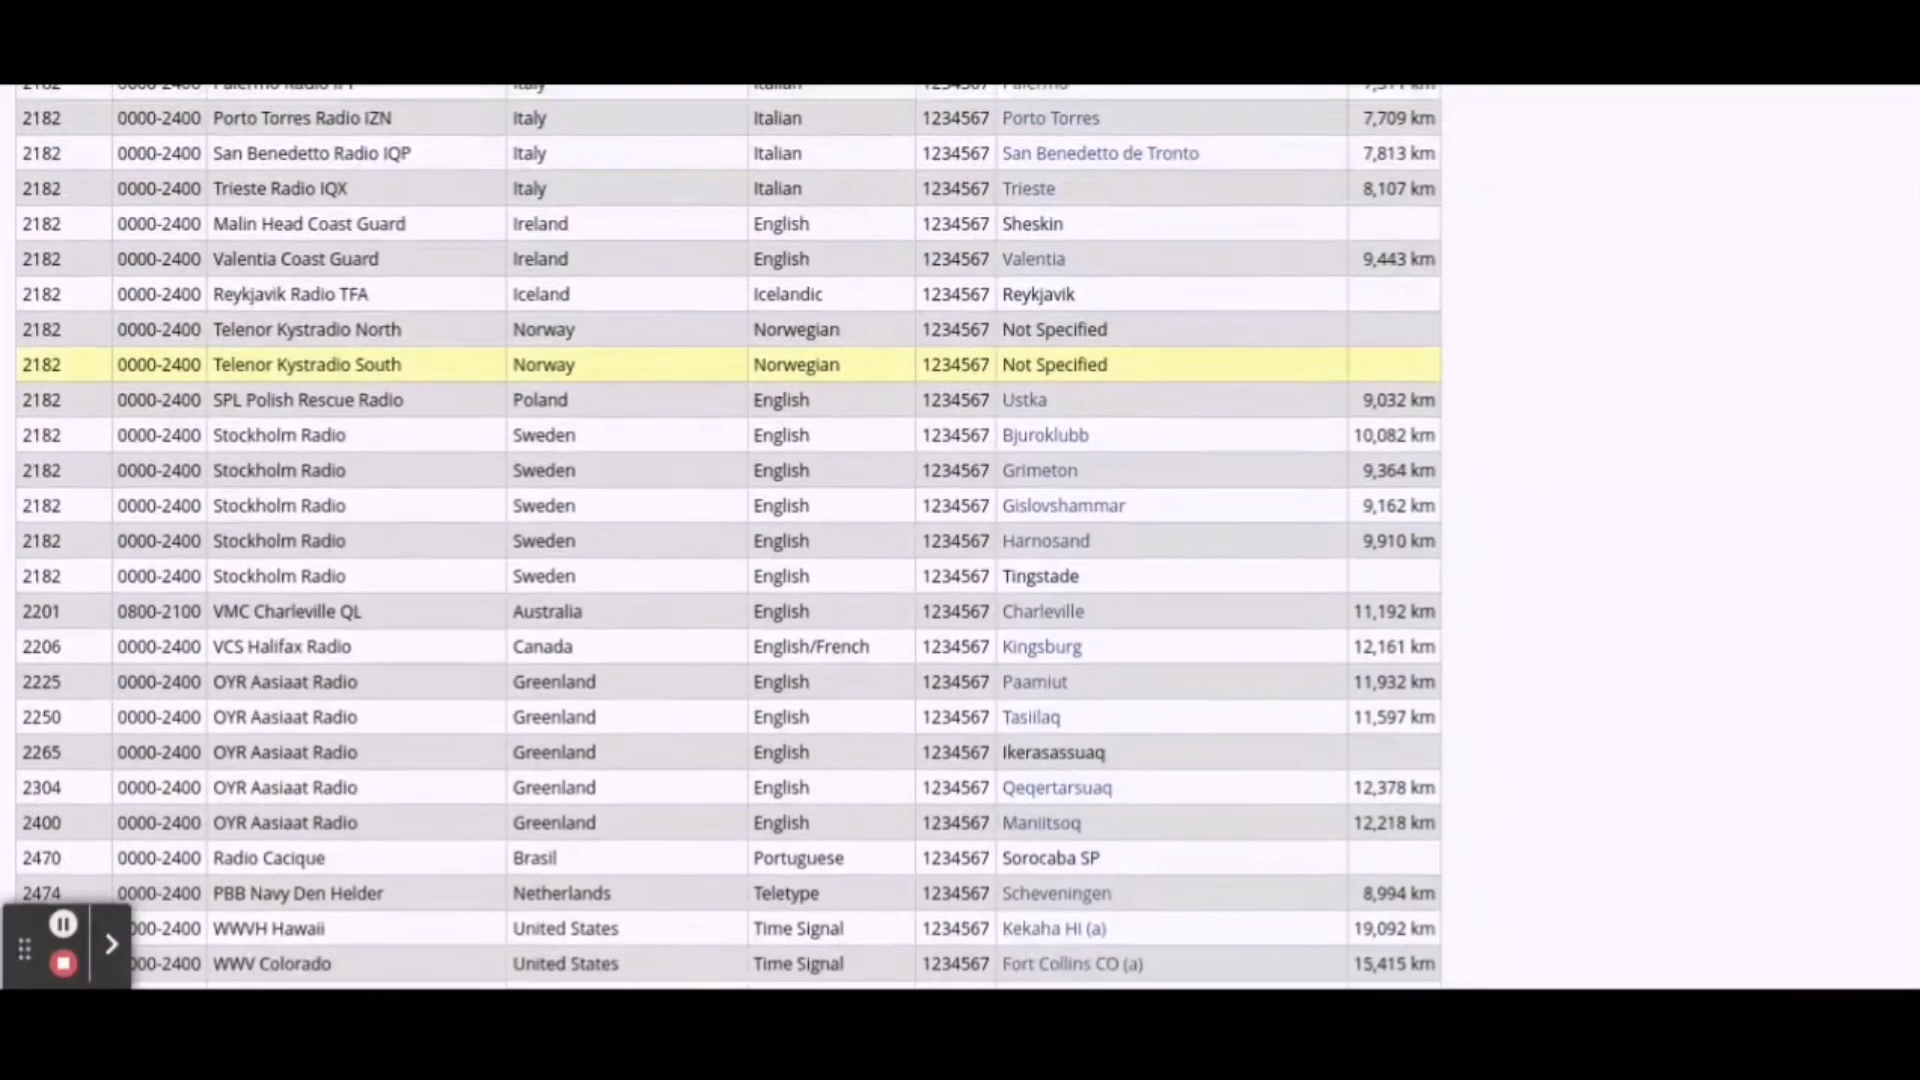 2182 0000-2400 Palermo Radio Italy Italian Palermo
2182 0000-2400 Porto Torres Radio IZN Italy Italian 1234567 Porto Torres 7,709 km
2182 0000-2400 San Benedetto Radio IQP Italy Italian 1234567 San Benedetto de Tronto 7,813 km
2182 0000-2400 Trieste Radio IQX Italy Italian 1234567 Trieste 8,107 km
2182 0000-2400 Malin Head Coast Guard Ireland English 1234567 Sheskin
2182 0000-2400 Valentia Coast Guard Ireland English 1234567 Valentia 9,443 km
2182 0000-2400 Reykjavik Radio TFA Iceland Icelandic 1234567 Reykjavik
2182 0000-2400 Telenor Kystradio North Norway Norwegian 1234567 Not Specified
2182 0000-2400 Telenor Kystradio South Norway Norwegian 1234567 Not Specified
2182 0000-2400 SPL Polish Rescue Radio Poland English 1234567 Ustka 9,032 km
2182 0000-2400 Stockholm Radio Sweden English 1234567 Bjuroklubb 10,082 km
2182 0000-2400 Stockholm Radio Sweden English 1234567 Grimeton 9,364 km
2182 0000-2400 Stockholm Radio Sweden English 1234567 Gislovshammar 9,162 km
2182 0000-2400 Stockholm Radio Sweden English 1234567 Harnosand 9,910 km
2182 0000-2400 Stockholm Radio Sweden English 1234567 Tingstade
2201 0800-2100 VMC Charleville QL Australia English 1234567 Charleville 11,192 km
2206 0000-2400 VCS Halifax Radio Canada English/French 1234567 Kingsburg 12,161 km
2225 0000-2400 OYR Aasiaat Radio Greenland English 1234567 Paamiut 11,932 km
2250 0000-2400 OYR Aasiaat Radio Greenland English 1234567 Tasiilaq 11,597 km
2265 0000-2400 OYR Aasiaat Radio Greenland English 1234567 Ikerasassuaq
2304 0000-2400 OYR Aasiaat Radio Greenland English 1234567 Qeqertarsuaq 12,378 km
2400 0000-2400 OYR Aasiaat Radio Greenland English 1234567 Maniitsoq 12,218 km
2470 0000-2400 Radio Cacique Brasil Portuguese 1234567 Sorocaba SP
2474 0000-2400 PBB Navy Den Helder Netherlands Teletype 1234567 Scheveningen 8,994 km
000-2400 WWVH Hawaii United States Time Signal 1234567 Kekaha HI (a) 19,092 km
000-2400 WWV Colorado United States Time Signal 1234567 Fort Collins CO (a) 15,415 km